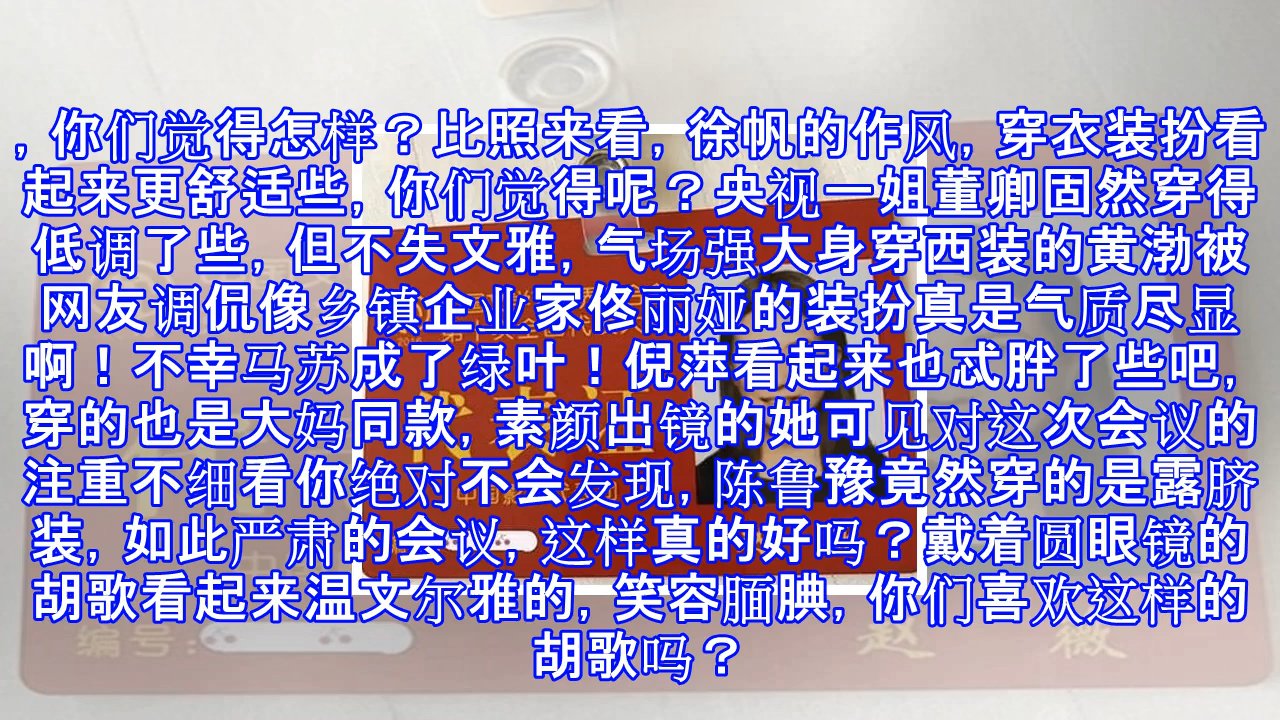 ,你们觉得怎样？比照来看,徐帆的作风,穿衣装扮看
起来更舒适些,你们觉得呢？央视一姐董卿固然穿得
低调了些,但不失文雅,气场强大身穿西装的黄渤被
网友调侃像乡镇企业家佟丽娅的装扮真是气质尽显
啊！不幸马苏成了绿叶！倪萍看起来也忒胖了些吧,
穿的也是大妈同款,素颜出镜的她可见对这次会议的
注重不细看你绝对不会发现,陈鲁豫竟然穿的是露脐
装,如此严肃的会议,这样真的好吗？戴着圆眼镜的
胡歌看起来温文尔雅的,笑容腼腆,你们喜欢这样的
胡歌吗？
编号:
赵 薇